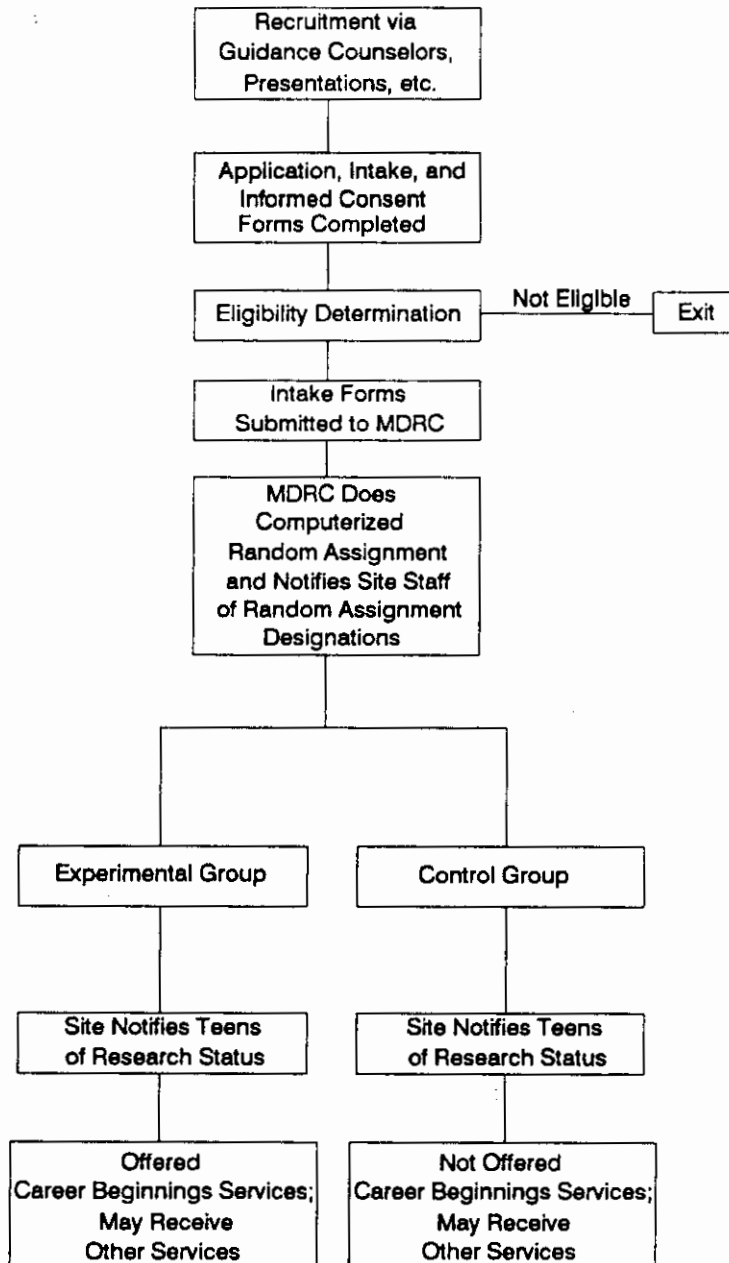 Recruitment via
Guidance Counselors,
Presentations, etc.
Application, Intake, and
Informed Consent
Forms Completed
Eligibility Determination
Not Eligible
Exit
Intake Forms
Submitted to MDRC
MDRC Does
Computerized
Random Assignment
and Notifies Site Staff
of Random Assignment
Designations
Experimental Group
Control Group
Site Notifies Teens
of Research Status
Site Notifies Teens
of Research Status
Offered
Career Beginnings Services;
May Receive
Other Services
Not Offered
Career Beginnings Services;
May Receive
Other Services